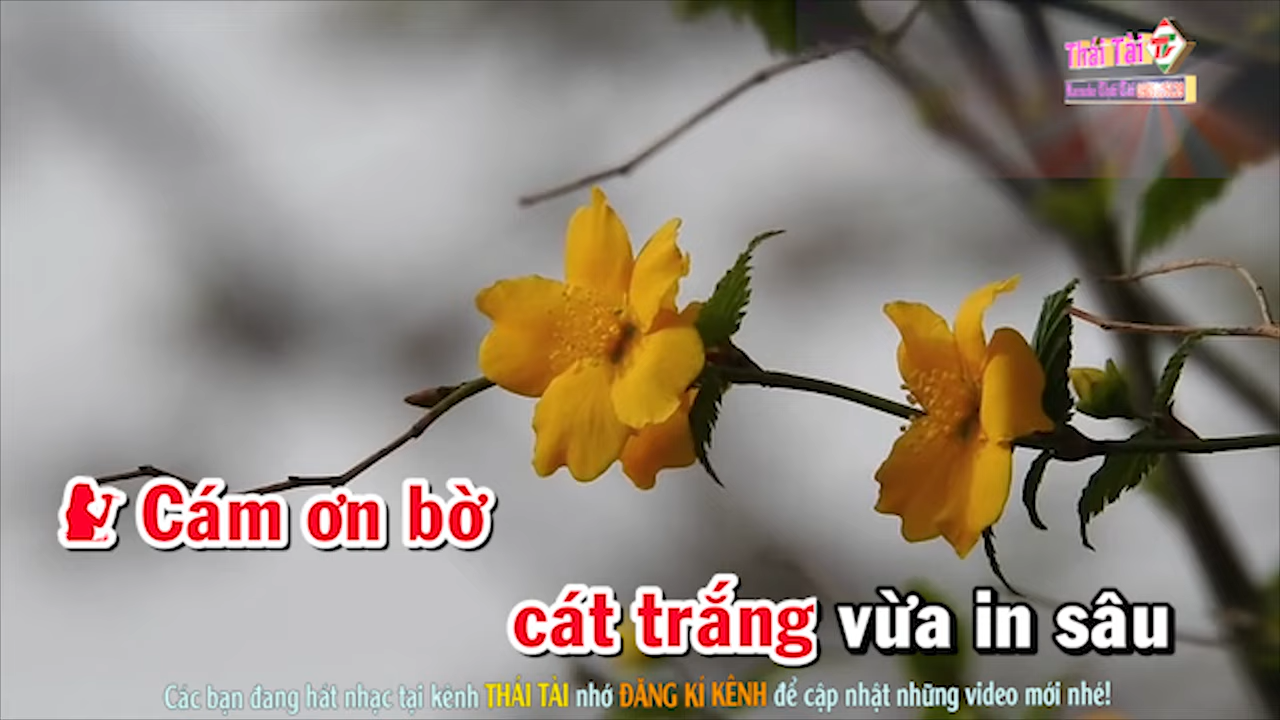 Thái Tài
Cám ơn bờ
cát trắng vừa in sâu
Các bạn đang hát nhạc tại kênh THÁI TÀI nhớ ĐĂNG KÍ KÊNH để cập nhật những video mới nhé!